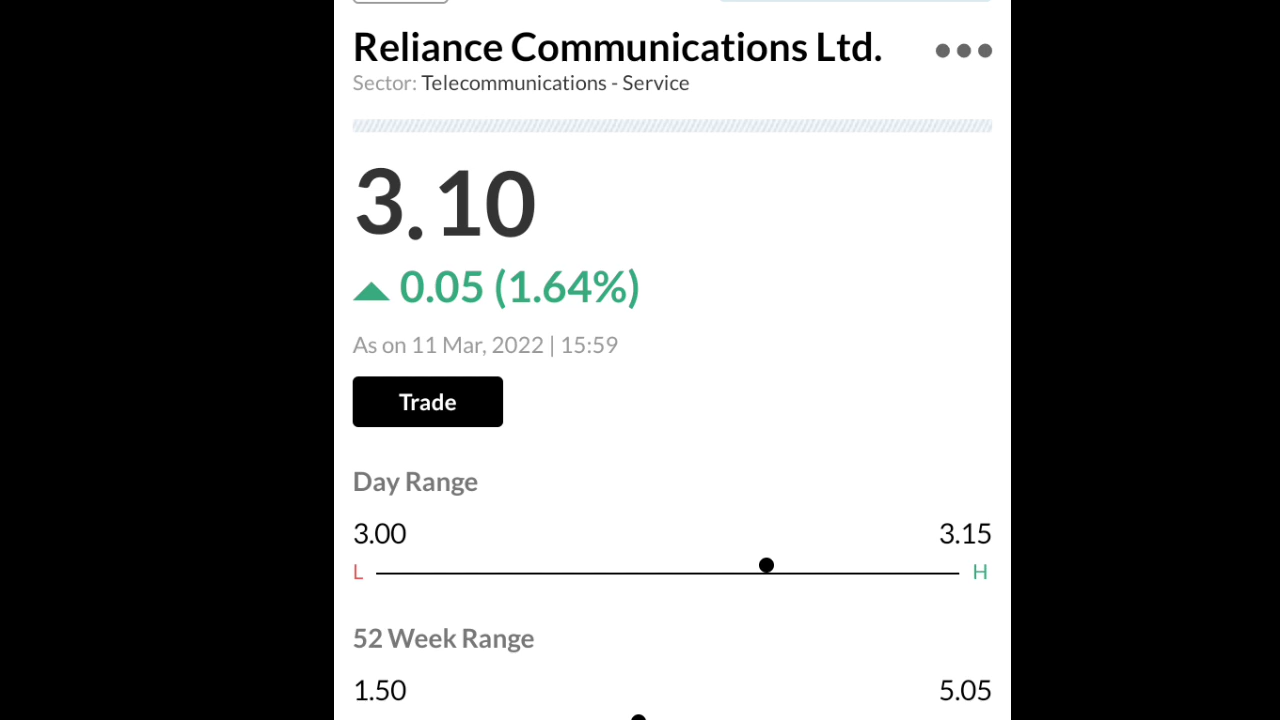 Reliance Communications Ltd.
Sector: Telecommunications - Service
3.10
0.05 (1.64%)
As on 11 Mar, 2022 | 15:59
Trade
Day Range
3.00 3.15
L H
52 Week Range
1.50 5.05